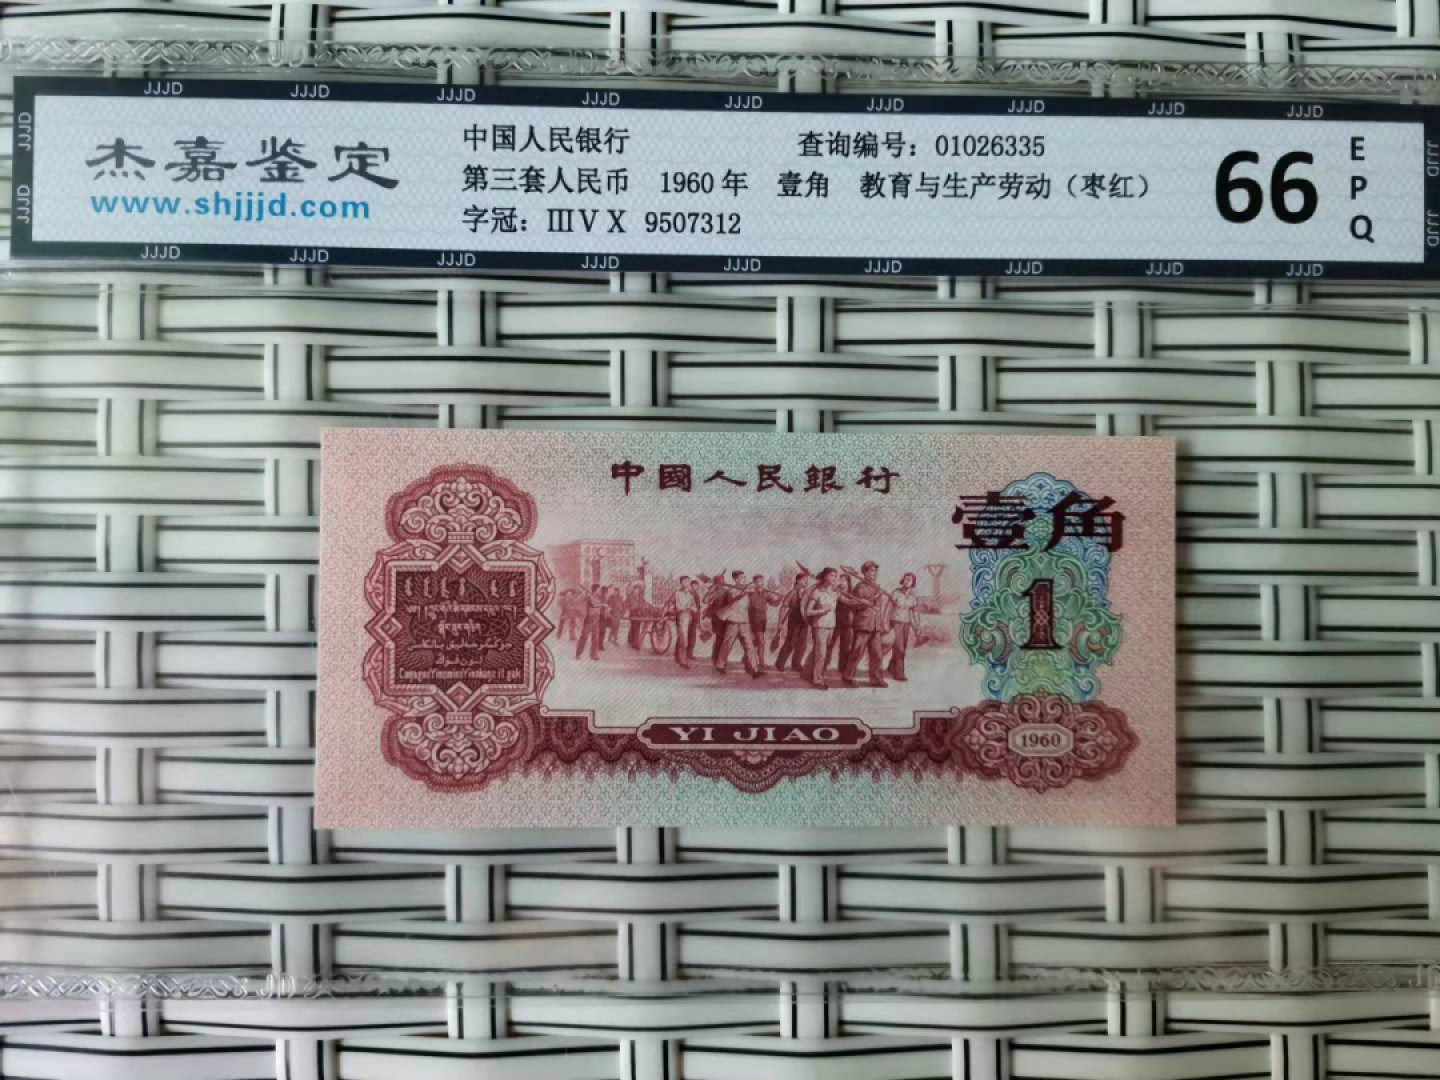 JJJD JJJD JJJD JJJD JJJD JJJD JJJD JJJD JJJD
杰嘉鉴定
www.shjjjd.com
中国人民银行 查询编号：01026335
第三套人民币 1960年 壹角 教育与生产劳动（枣红）
字冠：ⅢⅤⅩ 9507312
66
EPQ
JJJD JJJD JJJD JJJD JJJD JJJD JJJD JJJD JJJD
中國人民銀行
壹角
1
YI JIAO
1960